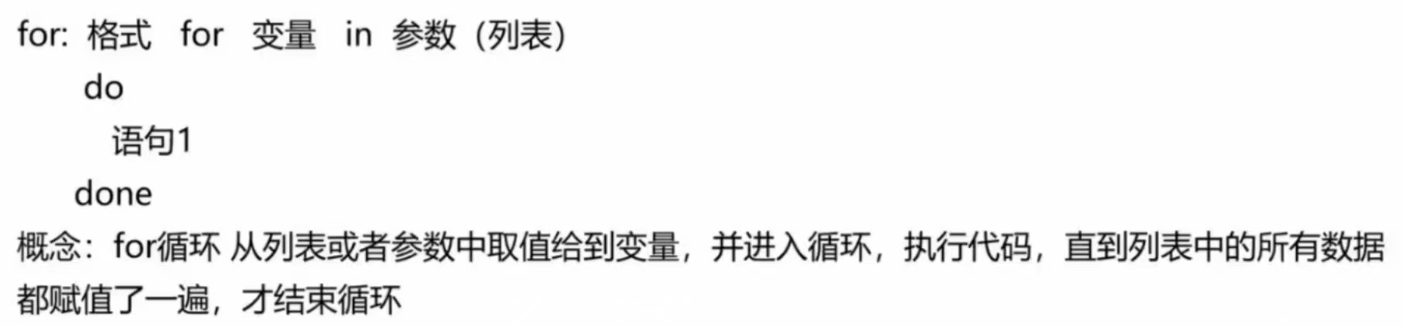 for: 格式 for 变量 in 参数（列表）
do
语句1
done
概念：for循环 从列表或者参数中取值给到变量，并进入循环，执行代码，直到列表中的所有数据
都赋值了一遍，才结束循环